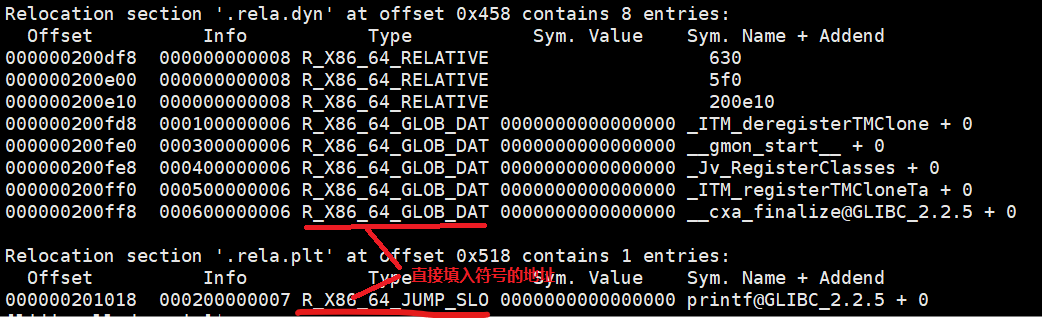 Relocation section '.rela.dyn' at offset 0x458 contains 8 entries:
Offset Info Type Sym. Value Sym. Name + Addend
000000200df8 000000000008 R_X86_64_RELATIVE 630
000000200e00 000000000008 R_X86_64_RELATIVE 5f0
000000200e10 000000000008 R_X86_64_RELATIVE 200e10
000000200fd8 000100000006 R_X86_64_GLOB_DAT 0000000000000000 _ITM_deregisterTMClone + 0
000000200fe0 000300000006 R_X86_64_GLOB_DAT 0000000000000000 __gmon_start__ + 0
000000200fe8 000400000006 R_X86_64_GLOB_DAT 0000000000000000 _Jv_RegisterClasses + 0
000000200ff0 000500000006 R_X86_64_GLOB_DAT 0000000000000000 _ITM_registerTMCloneTa + 0
000000200ff8 000600000006 R_X86_64_GLOB_DAT 0000000000000000 __cxa_finalize@GLIBC_2.2.5 + 0
Relocation section '.rela.plt' at offset 0x518 contains 1 entries:
直接填入符号的地址
Offset Info Type Sym. Value Sym. Name + Addend
000000201018 000200000007 R_X86_64_JUMP_SLO 0000000000000000 printf@GLIBC_2.2.5 + 0